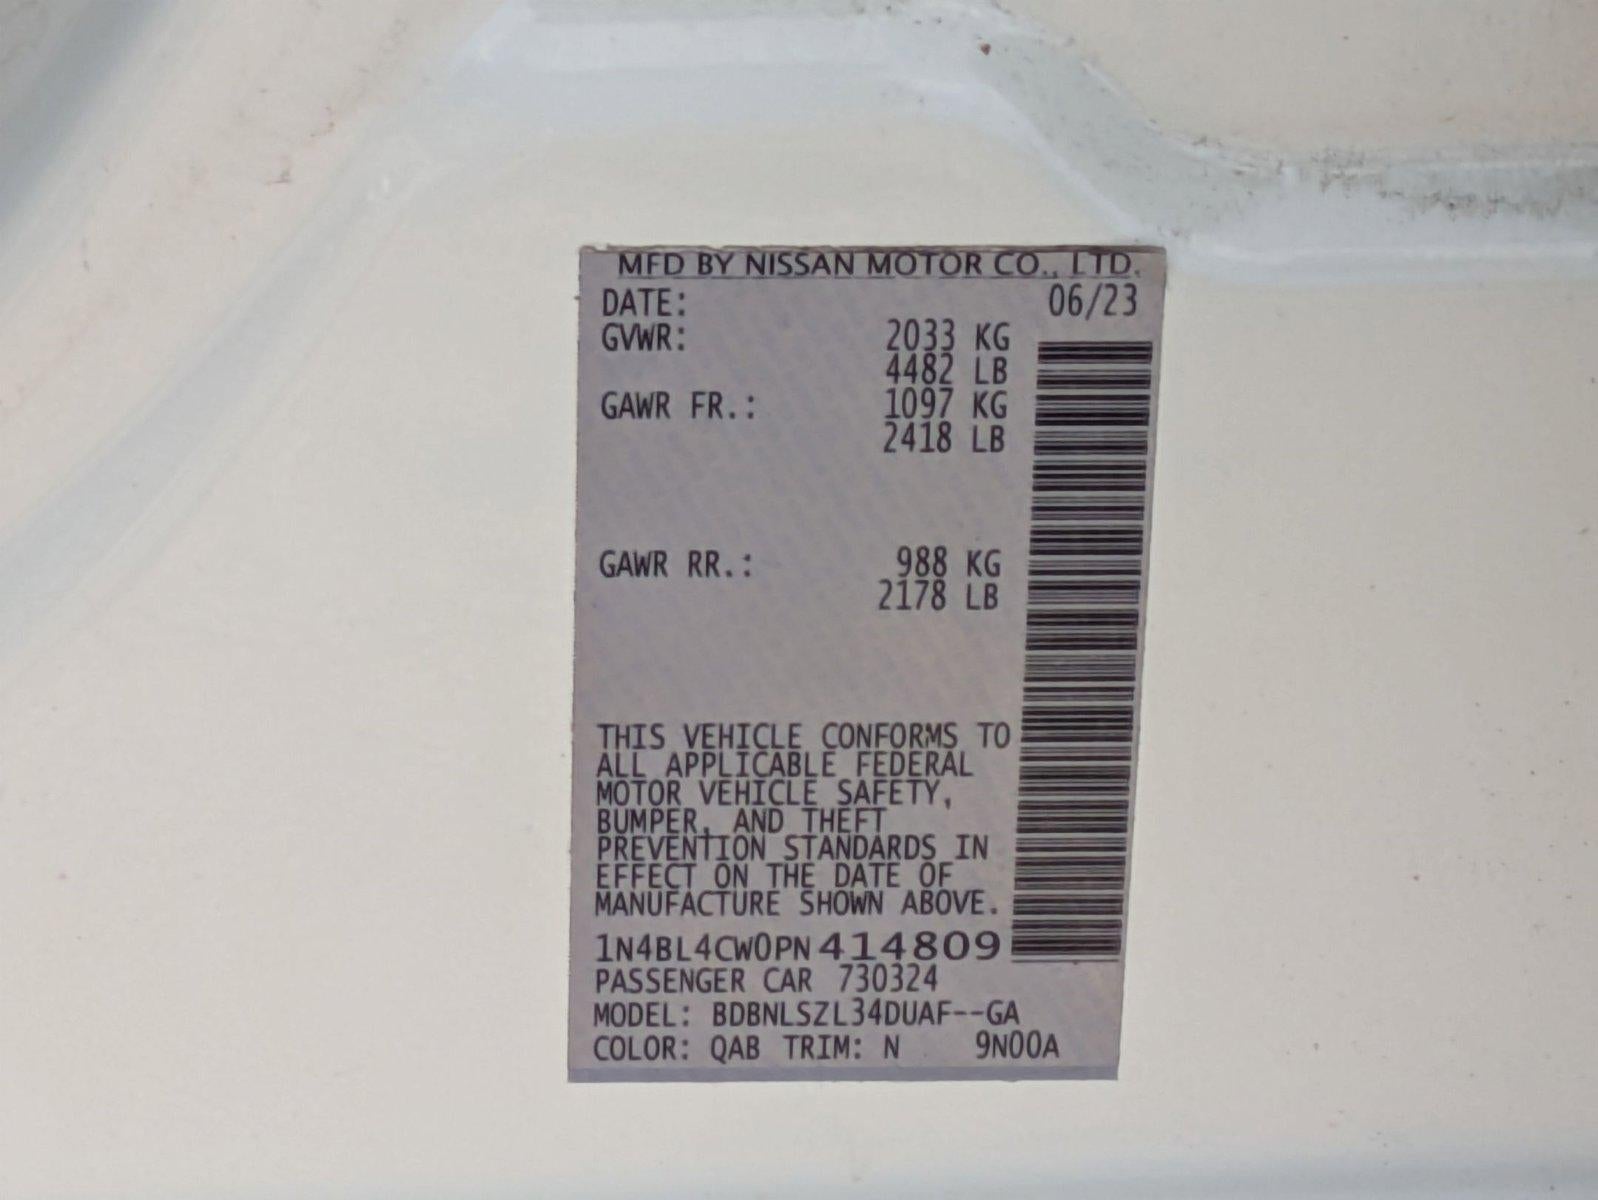 MFD BY NISSAN MOTOR CO., LTD.
DATE: 06/23
GVWR: 2033 KG
4482 LB
GAWR FR.: 1097 KG
2418 LB
GAWR RR.: 988 KG
2178 LB
THIS VEHICLE CONFORMS TO
ALL APPLICABLE FEDERAL
MOTOR VEHICLE SAFETY,
BUMPER, AND THEFT
PREVENTION STANDARDS IN
EFFECT ON THE DATE OF
MANUFACTURE SHOWN ABOVE.
1N4BL4CW0PN414809
PASSENGER CAR 730324
MODEL: BDBNLSZL34DUAF--GA
COLOR: QAB TRIM: N 9N00A